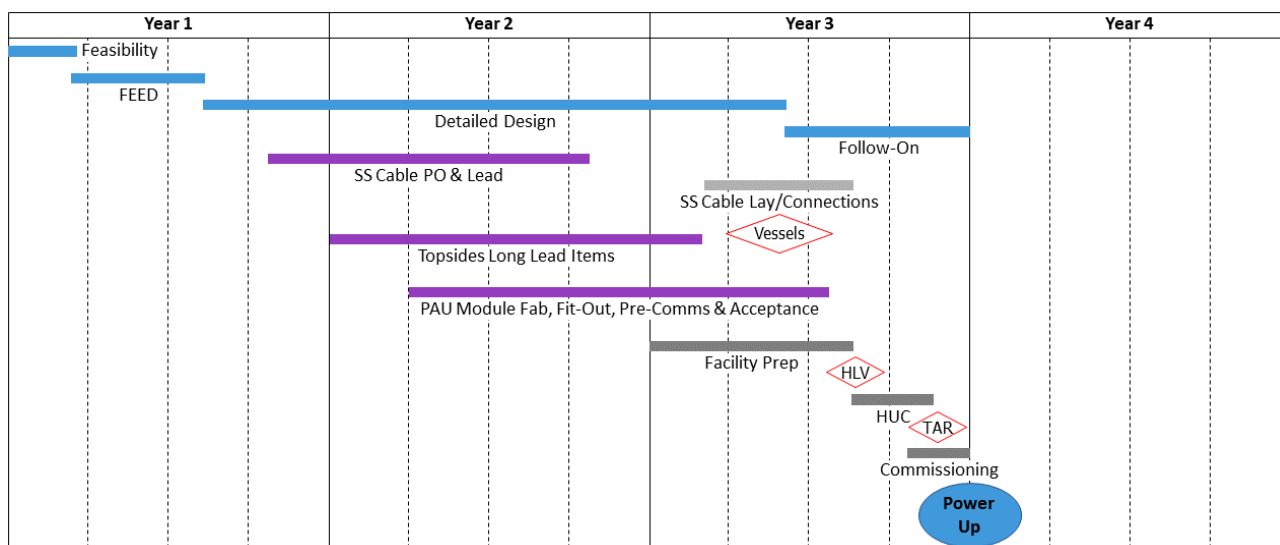 Year 1
Year 2
Year 3
Year 4
Feasibility
FEED
Detailed Design
Follow-On
SS Cable PO & Lead
SS Cable Lay/Connections
Vessels
Topsides Long Lead Items
PAU Module Fab, Fit-Out, Pre-Comms & Acceptance
Facility Prep
HLV
HUC
TAR
Commissioning
Power
Up